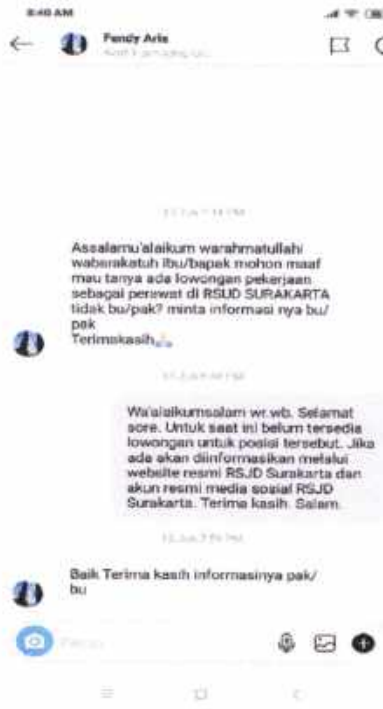 8:40 AM
Fendy Aris
Assalamu'alaikum warahmatullahi
wabarakatuh ibu/bapak mohon maaf
mau tanya ada lowongan pekerjaan
sebagai perawat di RSUD SURAKARTA
tidak bu/pak? minta informasi nya bu/
pak
Terimakasih🙏
Wa'alaikumsalam wr.wb. Selamat
sore. Untuk saat ini belum tersedia
lowongan untuk posisi tersebut. Jika
ada akan diinformasikan melalui
website resmi RSJD Surakarta dan
akun resmi media sosial RSJD
Surakarta. Terima kasih. Salam.
Baik Terima kasih informasinya pak/
bu